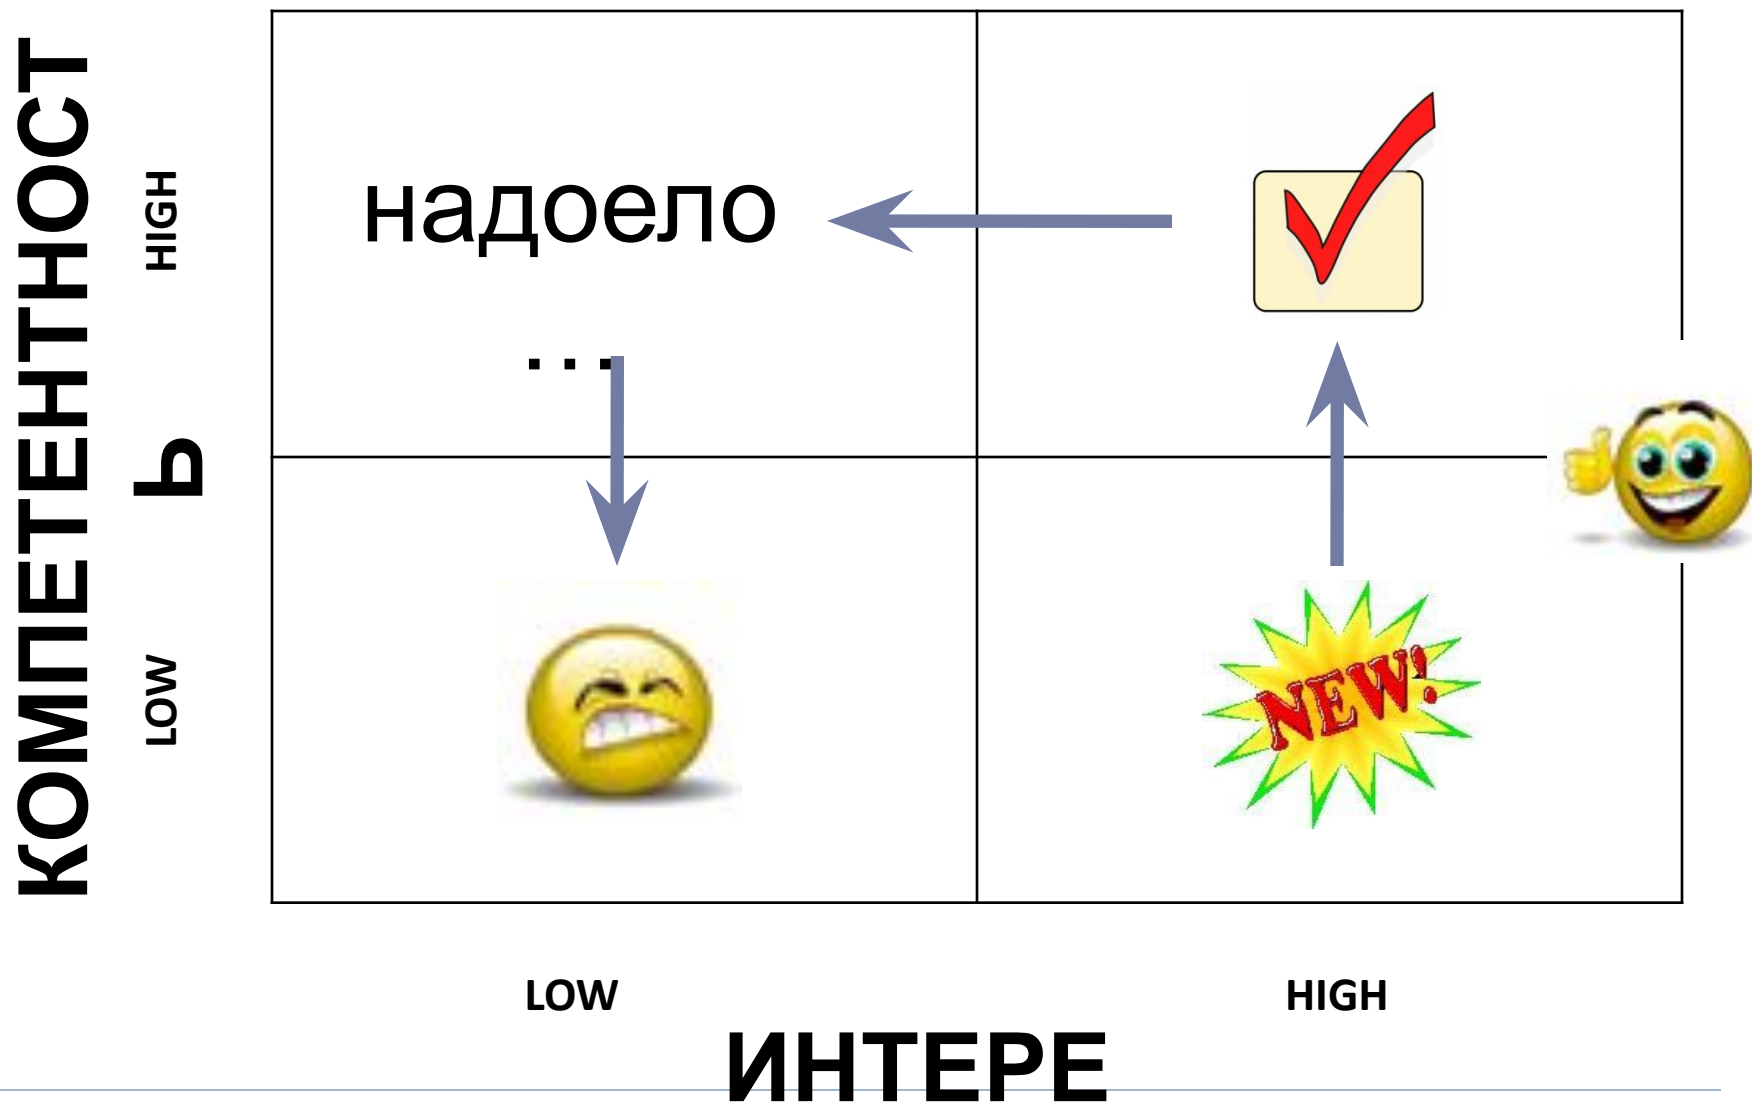 КОМПЕТЕНТНОСТ
Ь
HIGH
LOW
надоело
...
NEW!
LOW
HIGH
ИНТЕРЕ